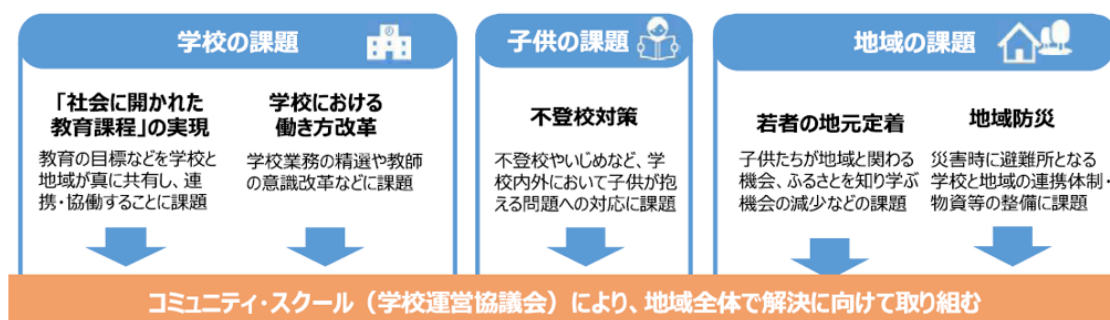 学校の課題
「社会に開かれた
教育課程」の実現
教育の目標などを学校と
地域が真に共有し、連
携・協働することに課題
学校における
働き方改革
学校業務の精選や教師
の意識改革などに課題
子供の課題
不登校対策
不登校やいじめなど、学
校内外において子供が抱
える問題への対応に課題
地域の課題
若者の地元定着
子供たちが地域と関わる
機会、ふるさとを知り学ぶ
機会の減少などの課題
地域防災
災害時に避難所となる
学校と地域の連携体制・
物資等の整備に課題
コミュニティ・スクール（学校運営協議会）により、地域全体で解決に向けて取り組む